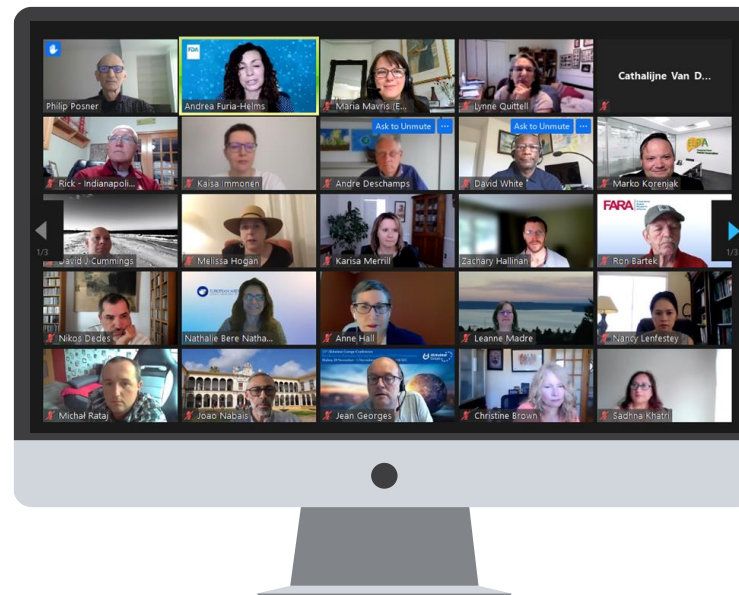 Philip Posner
FDA
Andrea Furia-Helms
Maria Mavris (E...
Lynne Quittell
Cathalijne Van D...
Rick - Indianapoli...
Kaisa Immonen
Ask to Unmute ...
Andre Deschamps
Ask to Unmute ...
David White
Marko Korenjak
1/3
David J Cummings
Melissa Hogan
Karisa Merrill
Zachary Hallinan
FARA
Ron Bartek
1/3
Nikos Dedes
EUROPEAN MED
Nathalie Bere Natha...
Anne Hall
Leanne Madre
Nancy Lenfestey
Michał Rataj
Joao Nabais
Jean Georges
Christine Brown
Sadhna Khatri